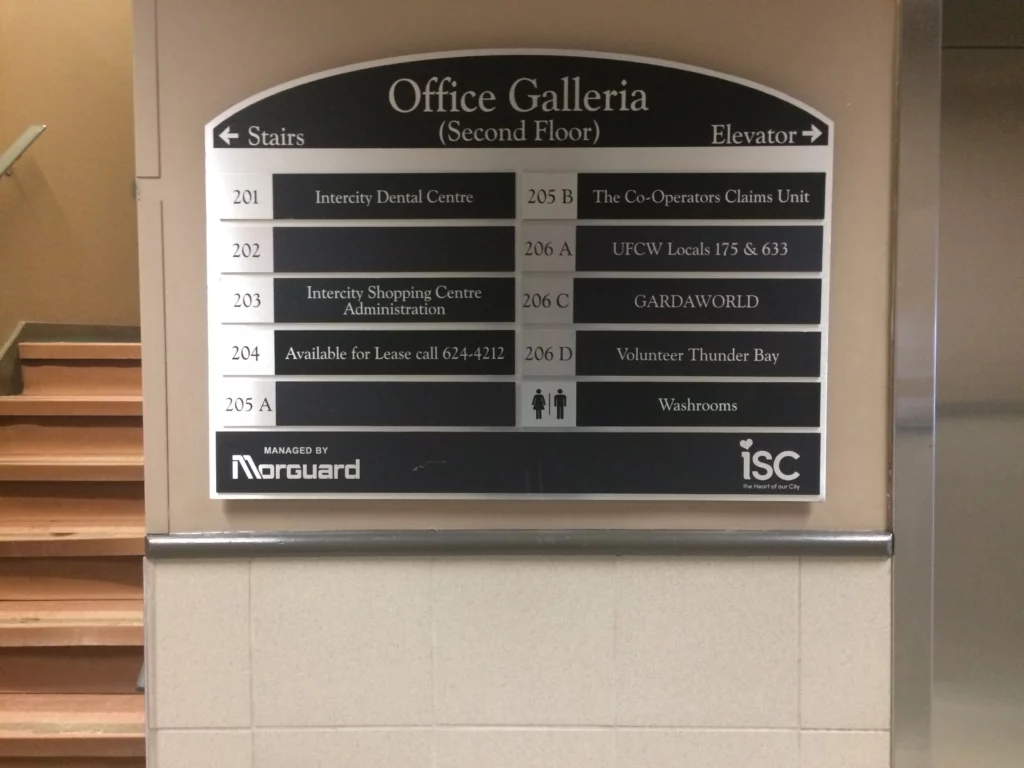 Office Galleria
← Stairs (Second Floor) Elevator →
201 Intercity Dental Centre
202
203 Intercity Shopping Centre
Administration
204 Available for Lease call 624-4212
205 A
205 B The Co-Operators Claims Unit
206 A UFCW Locals 175 & 633
206 C GARDAWORLD
206 D Volunteer Thunder Bay
Washrooms
MANAGED BY
Morguard
isc
the Heart of our City